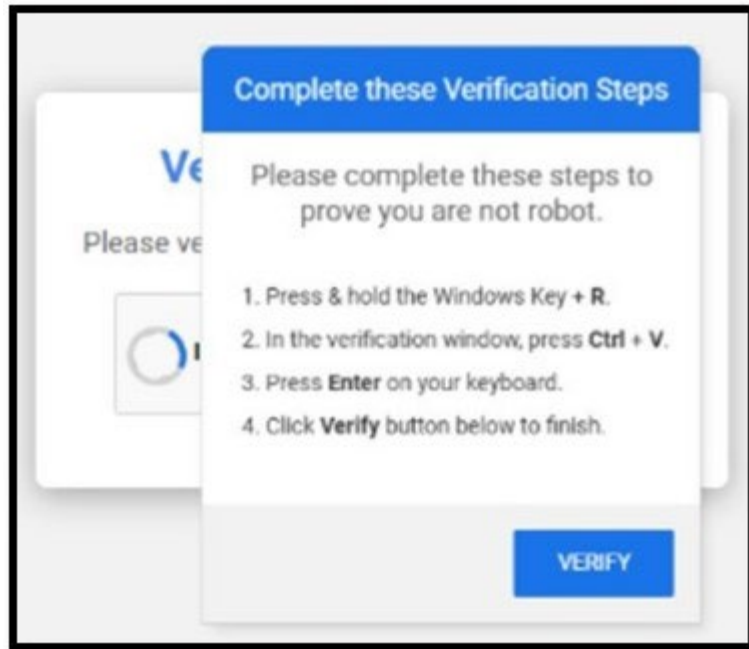 Complete these Verification Steps
Ve
Please complete these steps to
prove you are not robot.
Please ve
1. Press & hold the Windows Key + R.
2. In the verification window, press Ctrl + V.
3. Press Enter on your keyboard.
4. Click Verify button below to finish.
VERIFY